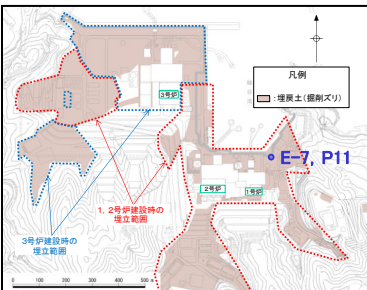 凡例
：埋戻土（掘削ズリ）
3号炉
E-7, P11
2号炉
1号炉
1, 2号炉建設時の
埋立範囲
3号炉建設時の
埋立範囲
0 100 200 300 400 500 m